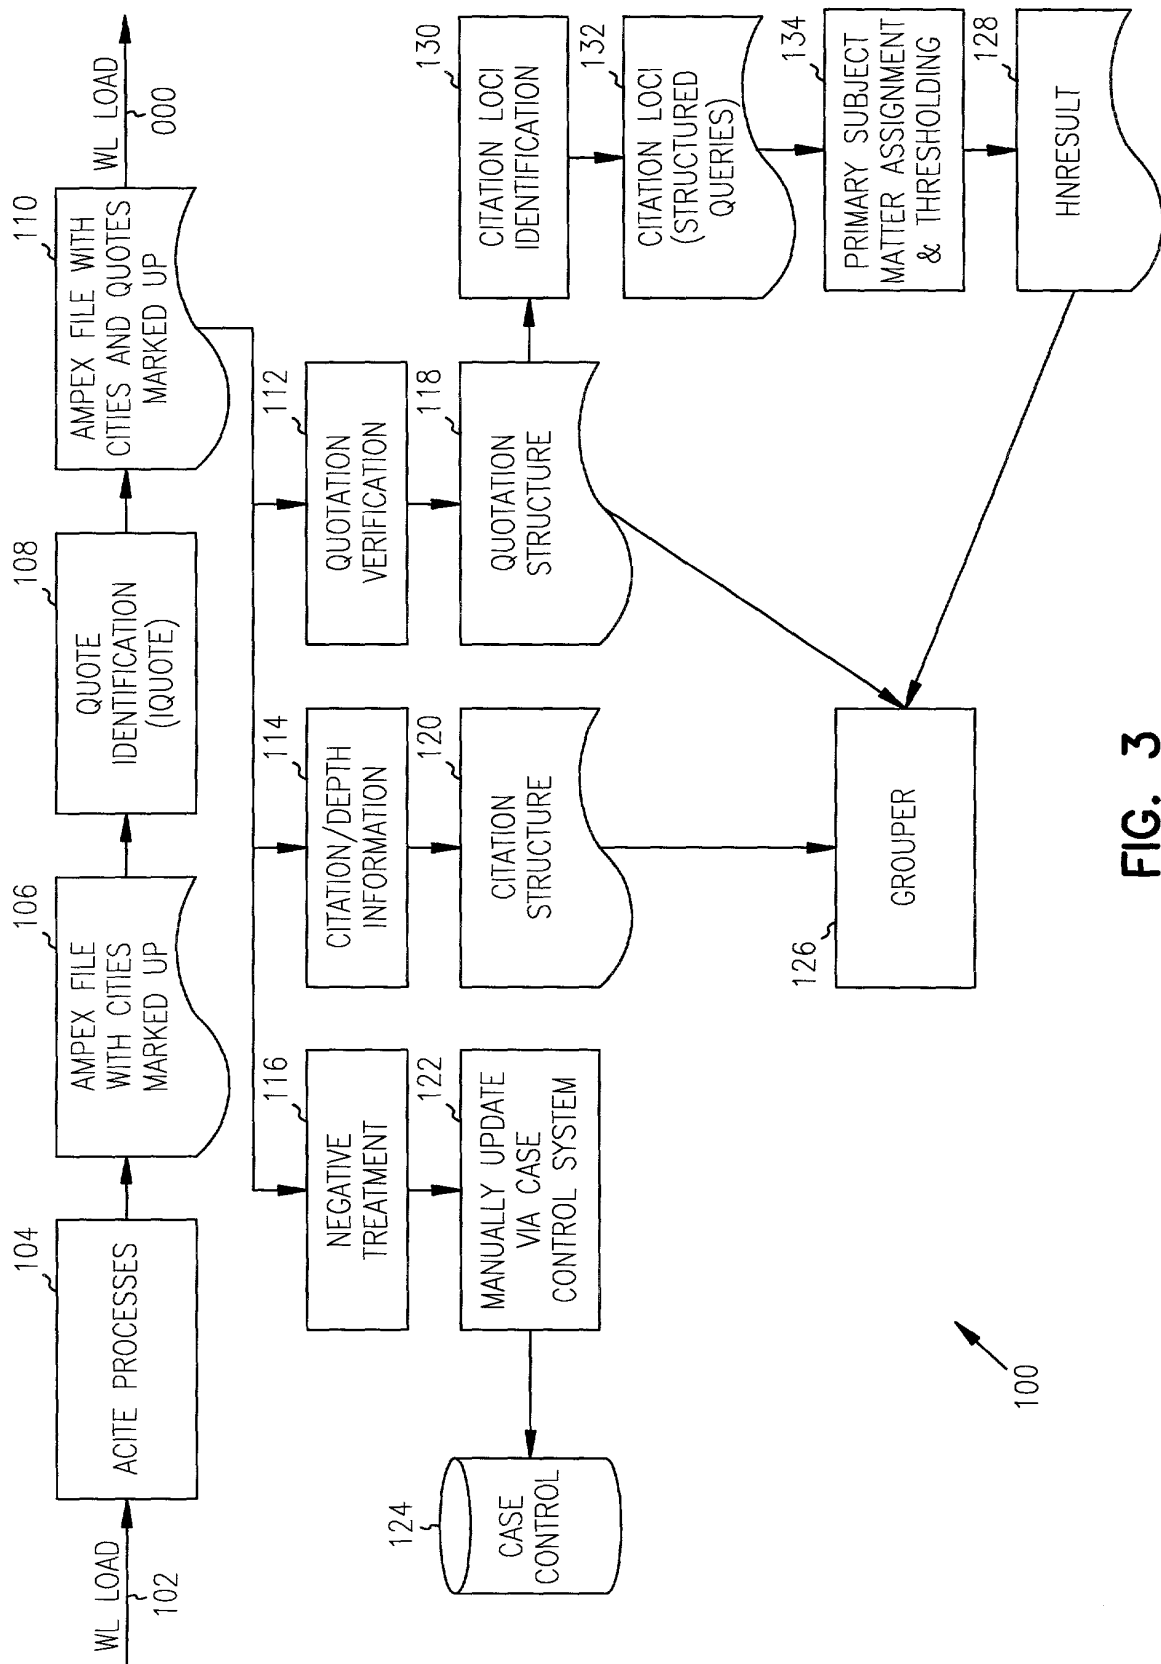 WL LOAD
102
104
ACITE PROCESSES
106
AMPEX FILE
WITH CITIES
MARKED UP
108
QUOTE
IDENTIFICATION
(IQUOTE)
110
AMPEX FILE WITH
CITIES AND QUOTES
MARKED UP
WL LOAD
000
116
NEGATIVE
TREATMENT
114
CITATION/DEPTH
INFORMATION
112
QUOTATION
VERIFICATION
122
MANUALLY UPDATE
VIA CASE
CONTROL SYSTEM
120
CITATION
STRUCTURE
118
QUOTATION
STRUCTURE
130
CITATION LOCI
IDENTIFICATION
132
CITATION LOCI
(STRUCTURED
QUERIES)
134
PRIMARY SUBJECT
MATTER ASSIGNMENT
& THRESHOLDING
128
HNRESULT
124
CASE
CONTROL
126
GROUPER
100
FIG. 3